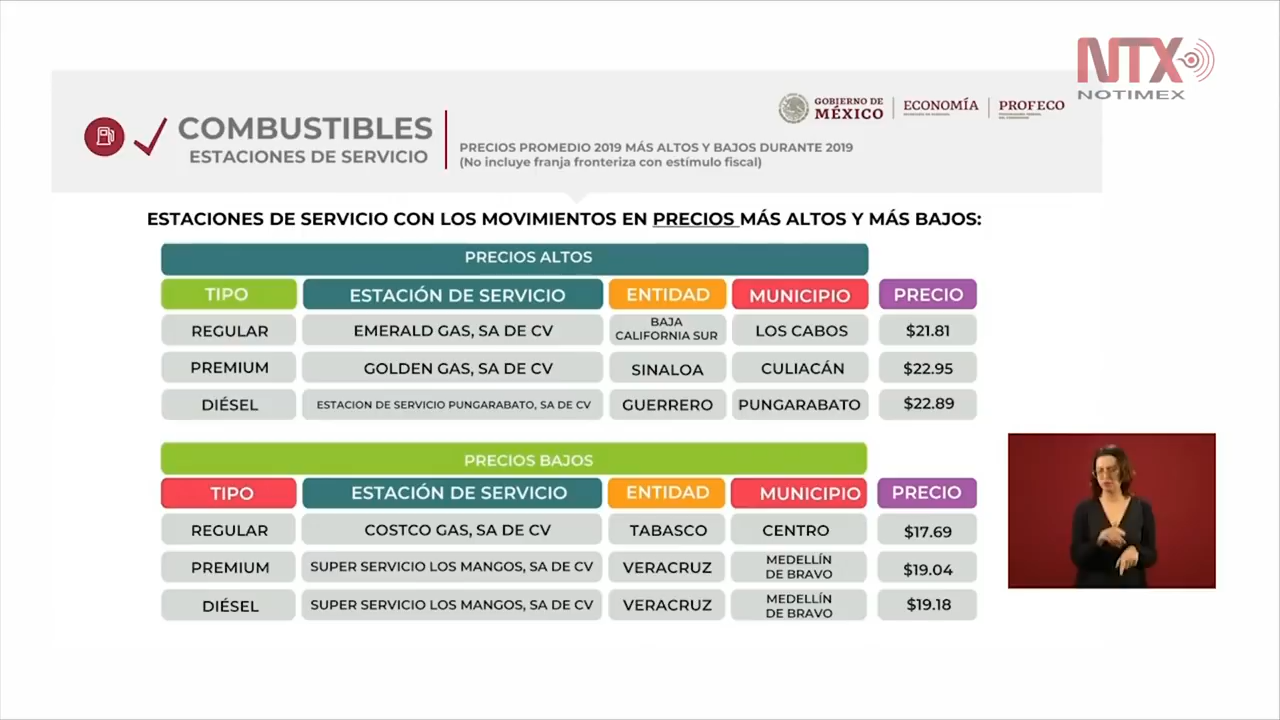 NTX
NOTIMEX
GOBIERNO DE
MÉXICO
ECONOMÍA
PROFECO
COMBUSTIBLES
ESTACIONES DE SERVICIO
PRECIOS PROMEDIO 2019 MÁS ALTOS Y BAJOS DURANTE 2019
(No incluye franja fronteriza con estímulo fiscal)
ESTACIONES DE SERVICIO CON LOS MOVIMIENTOS EN PRECIOS MÁS ALTOS Y MÁS BAJOS:
PRECIOS ALTOS
TIPO ESTACIÓN DE SERVICIO ENTIDAD MUNICIPIO PRECIO
REGULAR EMERALD GAS, SA DE CV BAJA CALIFORNIA SUR LOS CABOS $21.81
PREMIUM GOLDEN GAS, SA DE CV SINALOA CULIACÁN $22.95
DIÉSEL ESTACION DE SERVICIO PUNGARABATO, SA DE CV GUERRERO PUNGARABATO $22.89
PRECIOS BAJOS
TIPO ESTACIÓN DE SERVICIO ENTIDAD MUNICIPIO PRECIO
REGULAR COSTCO GAS, SA DE CV TABASCO CENTRO $17.69
PREMIUM SUPER SERVICIO LOS MANGOS, SA DE CV VERACRUZ MEDELLÍN DE BRAVO $19.04
DIÉSEL SUPER SERVICIO LOS MANGOS, SA DE CV VERACRUZ MEDELLÍN DE BRAVO $19.18